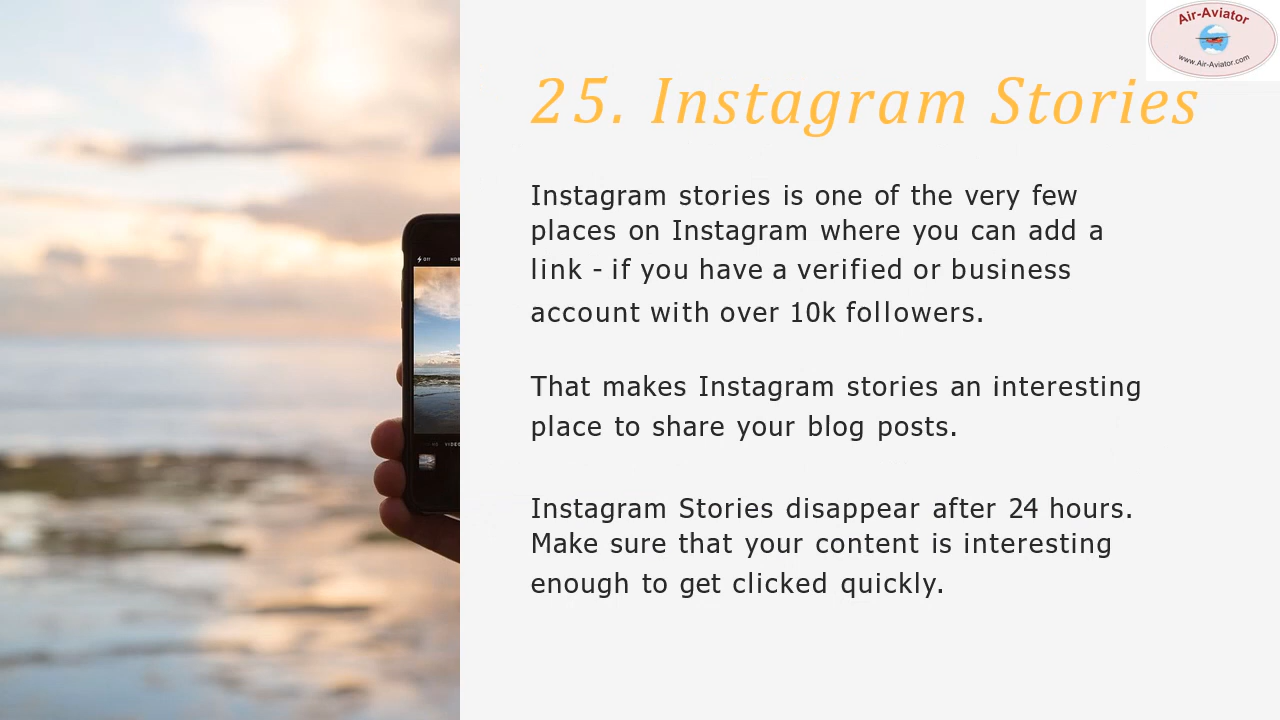 Air-Aviator
www.Air-Aviator.com
25. Instagram Stories
Instagram stories is one of the very few
places on Instagram where you can add a
link - if you have a verified or business
account with over 10k followers.
That makes Instagram stories an interesting
place to share your blog posts.
Instagram Stories disappear after 24 hours.
Make sure that your content is interesting
enough to get clicked quickly.